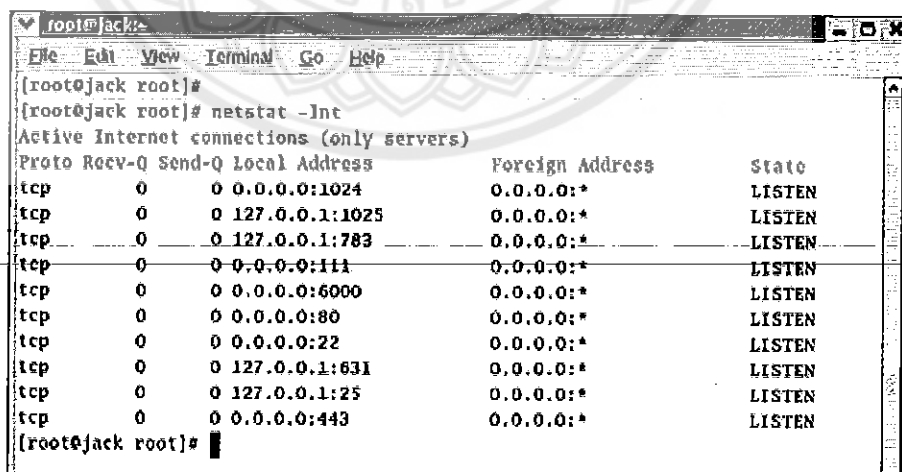 root@jack:~
File Edit View Terminal Go Help
[root@jack root]#
[root@jack root]# netstat -lnt
Active Internet connections (only servers)
Proto Recv-Q Send-Q Local Address Foreign Address State
tcp 0 0 0.0.0.0:1024 0.0.0.0:* LISTEN
tcp 0 0 127.0.0.1:1025 0.0.0.0:* LISTEN
tcp 0 0 127.0.0.1:783 0.0.0.0:* LISTEN
tcp 0 0 0.0.0.0:111 0.0.0.0:* LISTEN
tcp 0 0 0.0.0.0:6000 0.0.0.0:* LISTEN
tcp 0 0 0.0.0.0:80 0.0.0.0:* LISTEN
tcp 0 0 0.0.0.0:22 0.0.0.0:* LISTEN
tcp 0 0 127.0.0.1:631 0.0.0.0:* LISTEN
tcp 0 0 127.0.0.1:25 0.0.0.0:* LISTEN
tcp 0 0 0.0.0.0:443 0.0.0.0:* LISTEN
[root@jack root]#